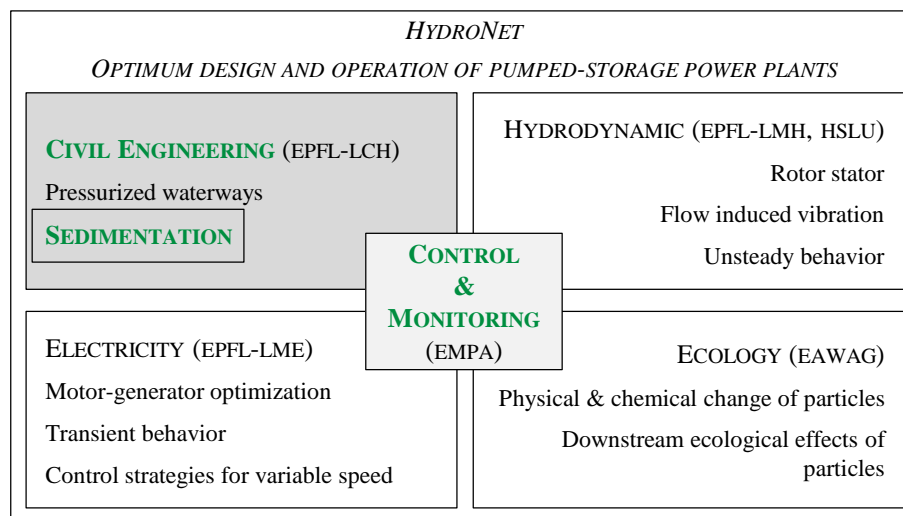 HYDRONET
OPTIMUM DESIGN AND OPERATION OF PUMPED-STORAGE POWER PLANTS
CIVIL ENGINEERING (EPFL-LCH)
Pressurized waterways
SEDIMENTATION
HYDRODYNAMIC (EPFL-LMH, HSLU)
Rotor stator
Flow induced vibration
Unsteady behavior
CONTROL
&
MONITORING
(EMPA)
ELECTRICITY (EPFL-LME)
Motor-generator optimization
Transient behavior
Control strategies for variable speed
ECOLOGY (EAWAG)
Physical & chemical change of particles
Downstream ecological effects of
particles